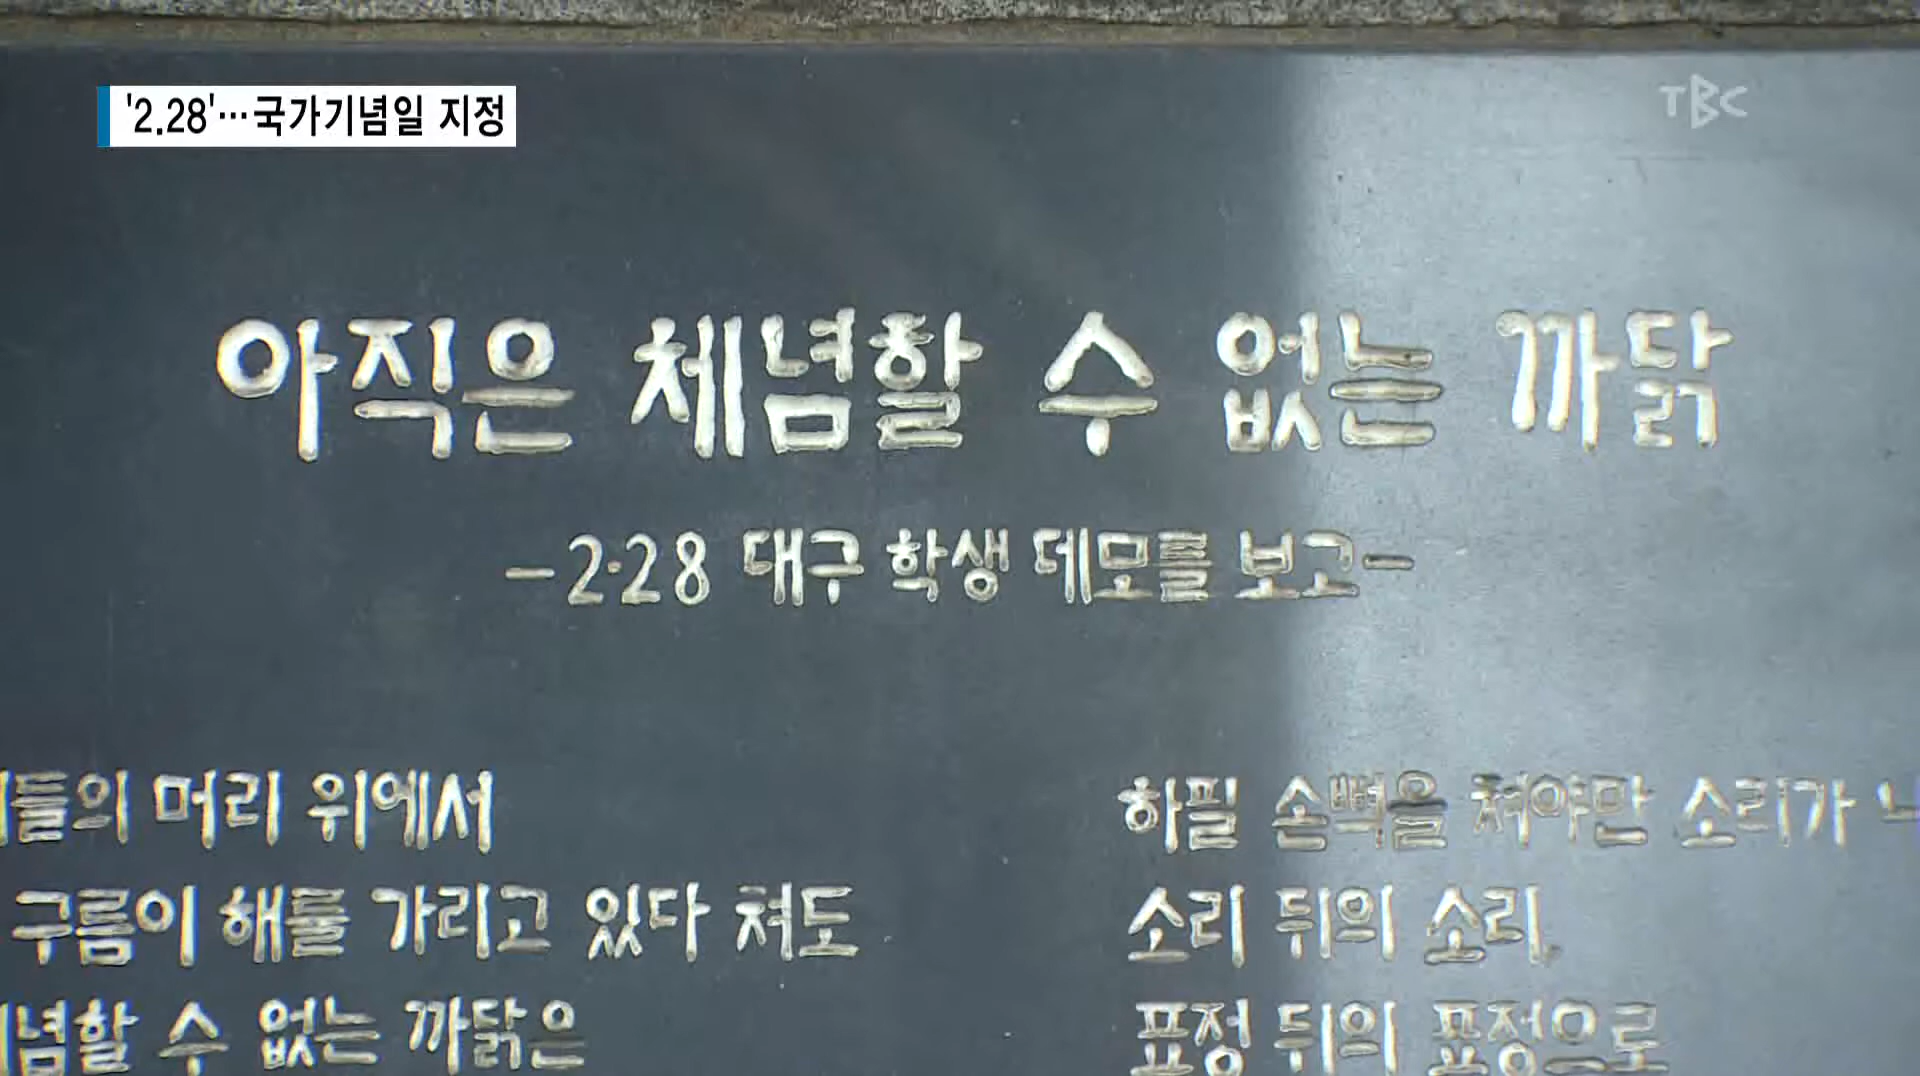 '2.28'…국가기념일 지정
TBC
아직은 체념할 수 없는 까닭
-2·28 대구 학생 데모를 보고-
머리 위에서
구름이 해를 가리고 있다 쳐도
수 없는 까닭은
하필 손뼉을 쳐야만 소리가
소리 뒤의 소리,
표정 뒤의 표정으로